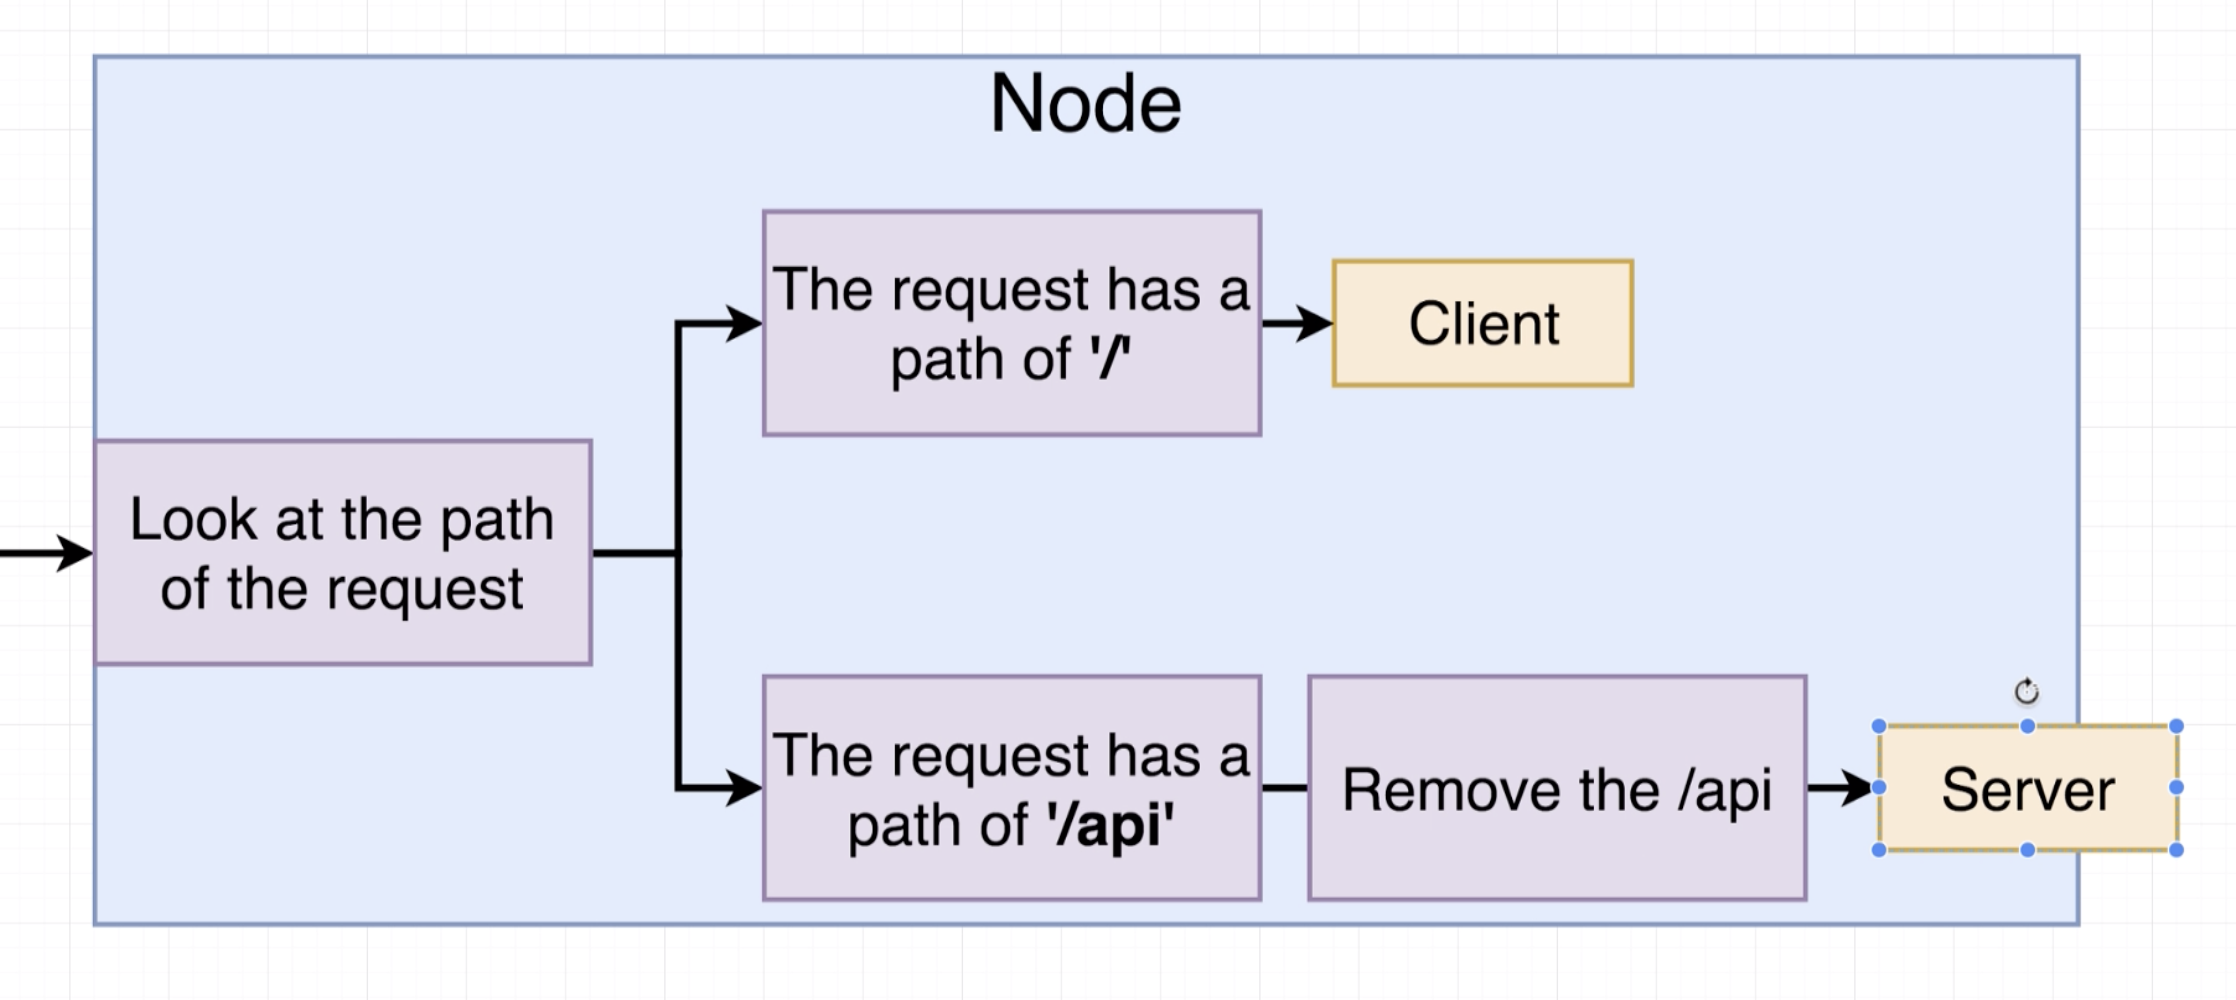 Node
The request has a
path of '/'
Client
Look at the path
of the request
The request has a
path of '/api'
Remove the /api
Server